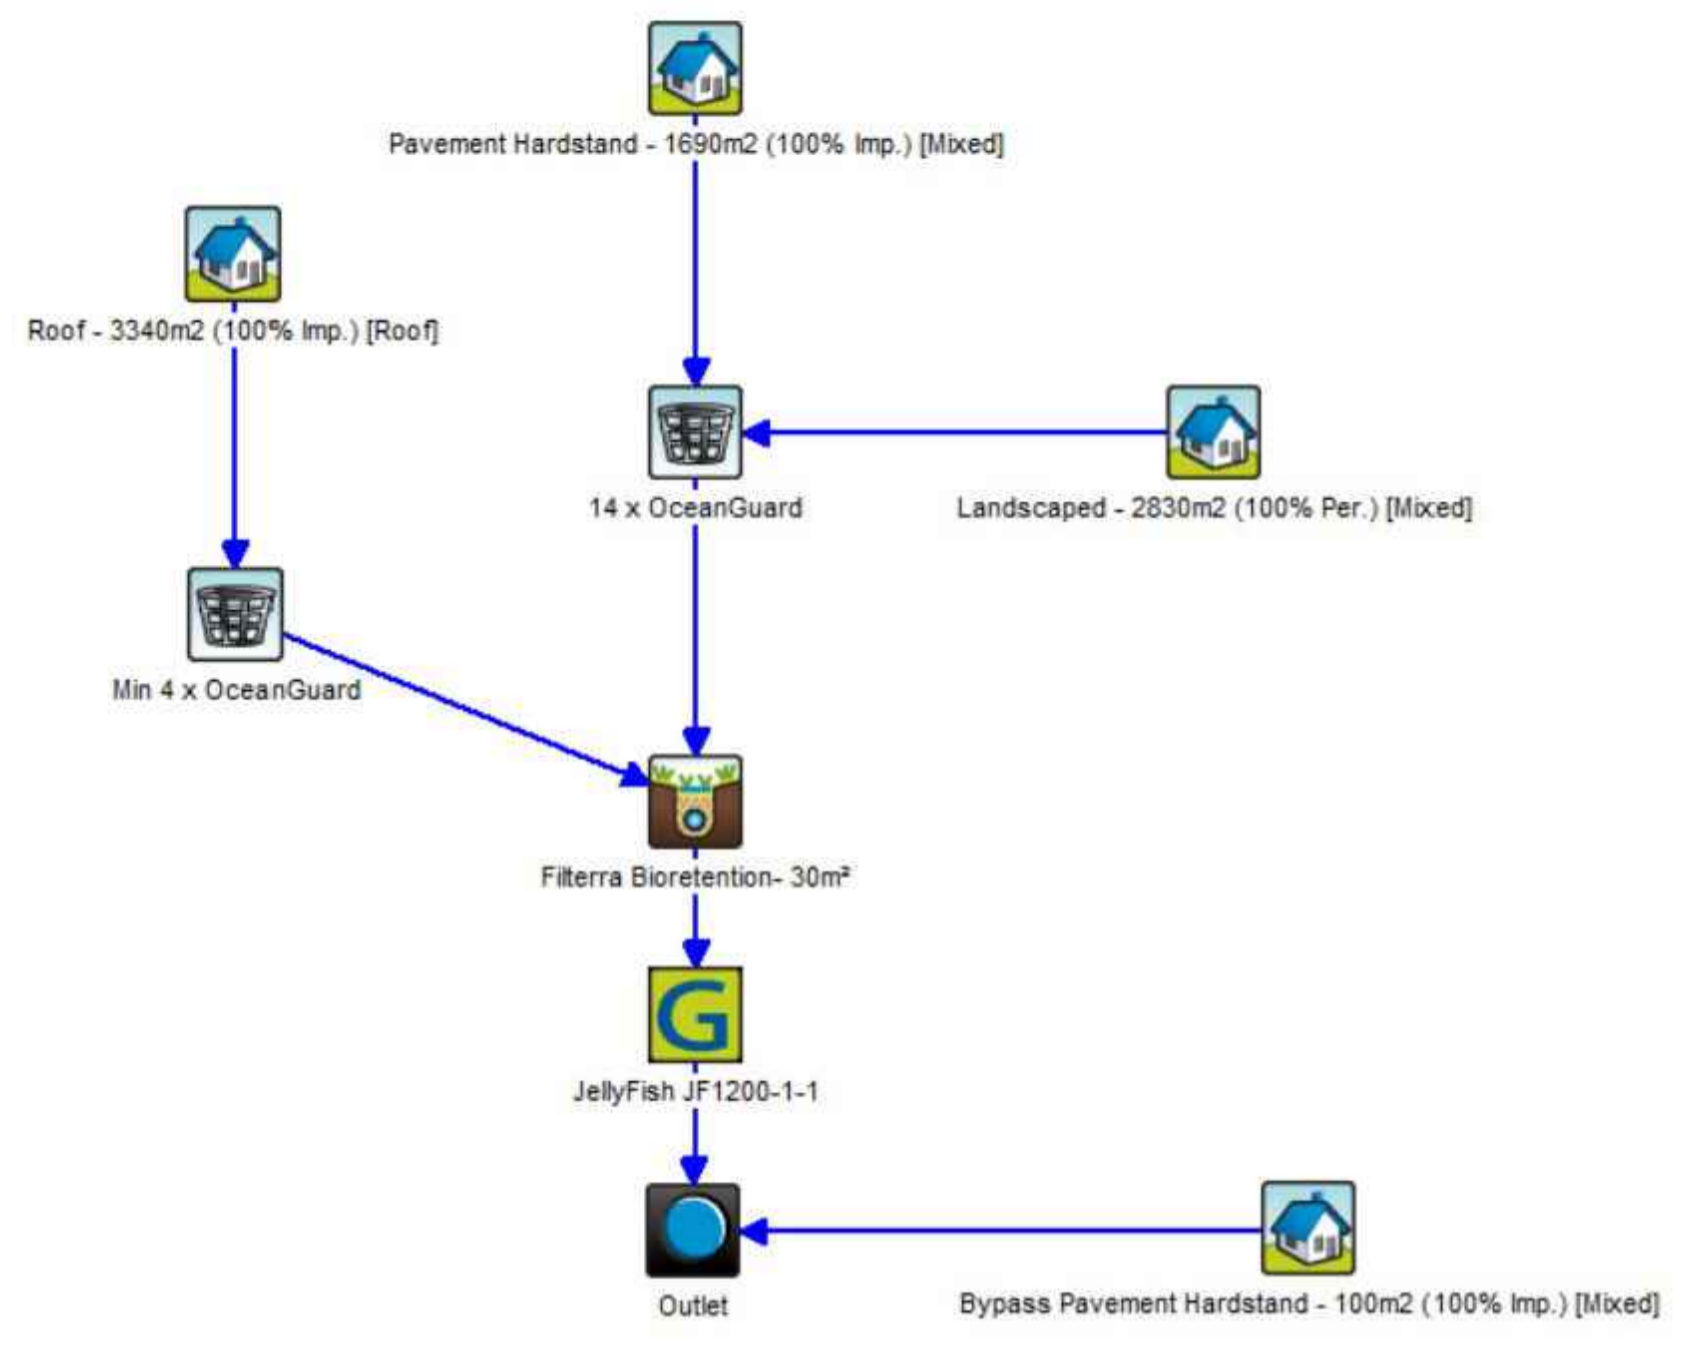 Pavement Hardstand - 1690m2 (100% Imp.) [Mixed]
Roof - 3340m2 (100% Imp.) [Roof]
14 x OceanGuard
Landscaped - 2830m2 (100% Per.) [Mixed]
Min 4 x OceanGuard
Filterra Bioretention- 30m²
G
JellyFish JF1200-1-1
Outlet
Bypass Pavement Hardstand - 100m2 (100% Imp.) [Mixed]